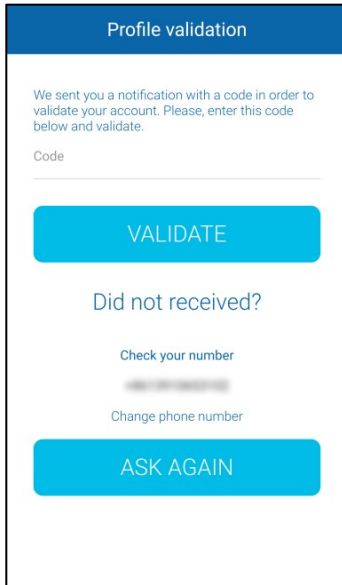 Profile validation
We sent you a notification with a code in order to
validate your account. Please, enter this code
below and validate.
Code
VALIDATE
Did not received?
Check your number
Change phone number
ASK AGAIN